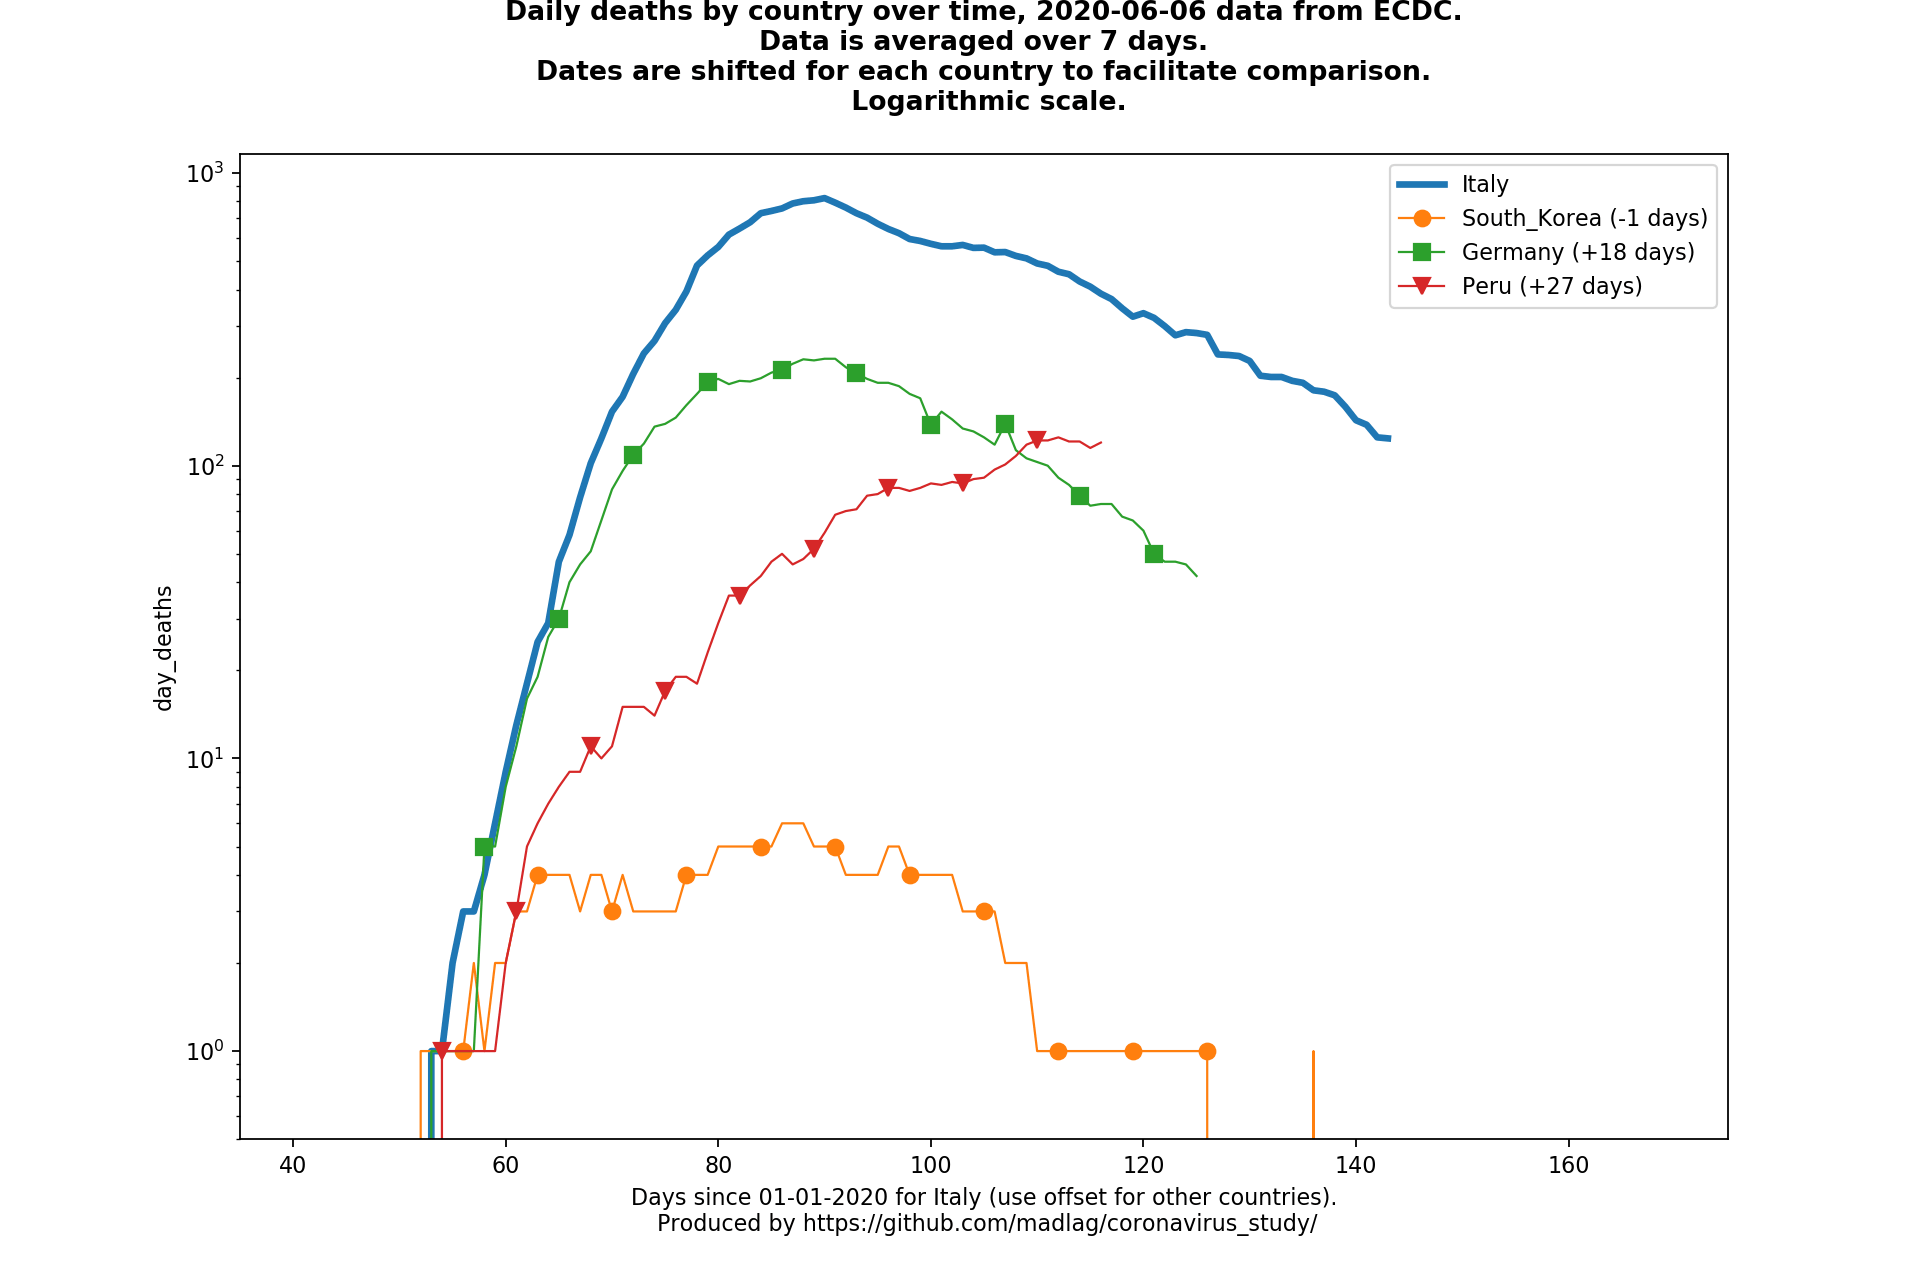 Daily deaths by country over time, 2020-06-06 data from ECDC.
Data is averaged over 7 days.
Dates are shifted for each country to facilitate comparison.
Logarithmic scale.
10³
10²
10¹
10⁰
day_deaths
Italy
South_Korea (-1 days)
Germany (+18 days)
Peru (+27 days)
40 60 80 100 120 140 160
Days since 01-01-2020 for Italy (use offset for other countries).
Produced by https://github.com/madlag/coronavirus_study/